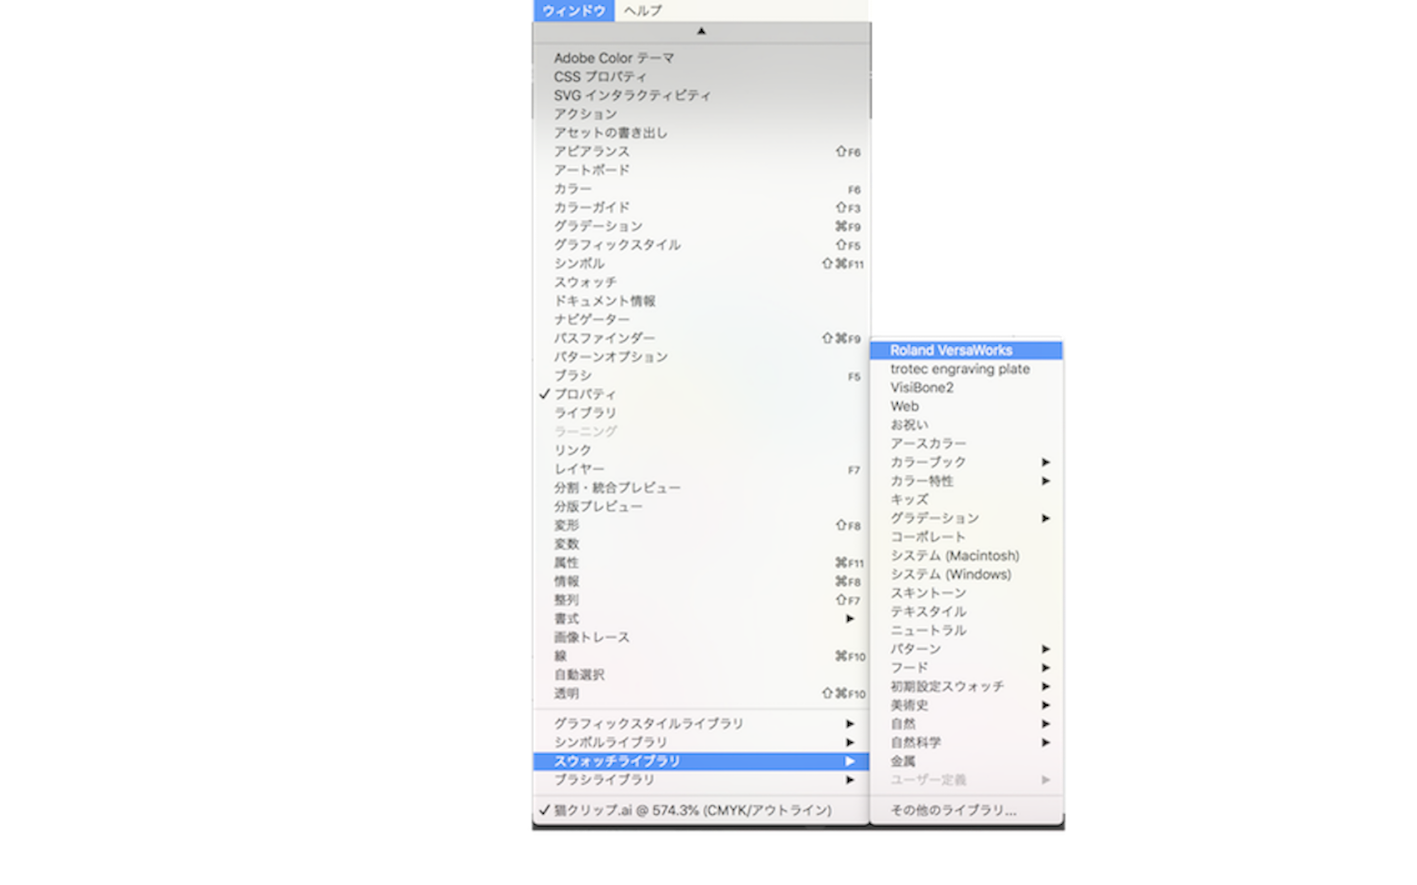 ウィンドウ ヘルプ
▲
Adobe Color テーマ
CSS プロパティ
SVG インタラクティビティ
アクション
アセットの書き出し
アピアランス ⇧F6
アートボード
カラー F6
カラーガイド ⇧F3
グラデーション ⌘F9
グラフィックスタイル ⇧F5
シンボル ⇧⌘F11
スウォッチ
ドキュメント情報
ナビゲーター
パスファインダー ⇧⌘F9
パターンオプション
ブラシ F5
✓ プロパティ
ライブラリ
ラーニング
リンク
レイヤー F7
分割・統合プレビュー
分版プレビュー
変形 ⇧F8
変数
属性 ⌘F11
情報 ⌘F8
整列 ⇧F7
書式 ▶
画像トレース
線 ⌘F10
自動選択
透明 ⇧⌘F10
グラフィックスタイルライブラリ ▶
シンボルライブラリ ▶
スウォッチライブラリ ▶
ブラシライブラリ ▶
✓ 猫クリップ.ai @ 574.3% (CMYK/アウトライン)
Roland VersaWorks
trotec engraving plate
VisiBone2
Web
お祝い
アースカラー
カラーブック ▶
カラー特性 ▶
キッズ
グラデーション ▶
コーポレート
システム (Macintosh)
システム (Windows)
スキントーン
テキスタイル
ニュートラル
パターン ▶
フード ▶
初期設定スウォッチ ▶
美術史 ▶
自然 ▶
自然科学 ▶
金属
ユーザー定義 ▶
その他のライブラリ...